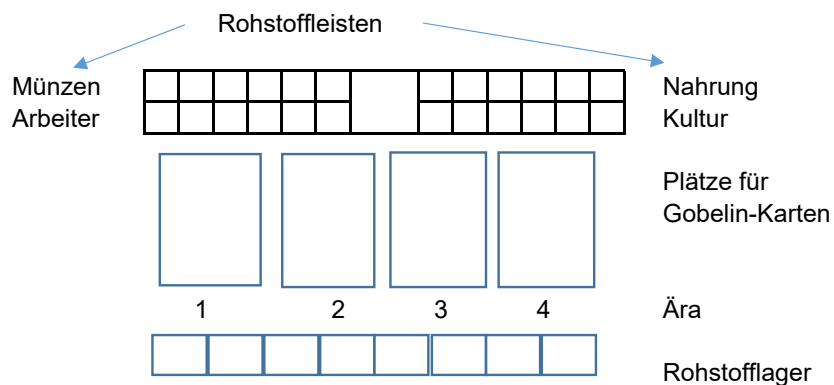 Rohstoffleisten
Münzen
Arbeiter
Nahrung
Kultur
Plätze für
Gobelin-Karten
1 2 3 4 Ära
Rohstofflager